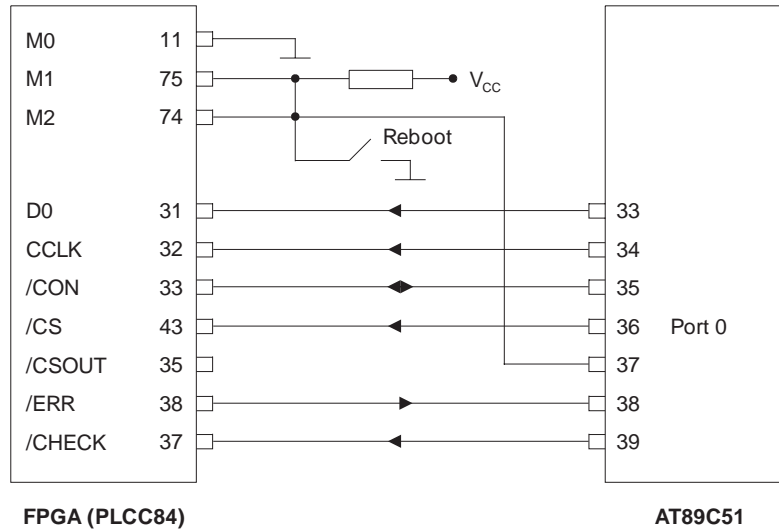 M0 11
M1 75 V_CC
M2 74
Reboot
D0 31 33
CCLK 32 34
/CON 33 35
/CS 43 36 Port 0
/CSOUT 35 37
/ERR 38 38
/CHECK 37 39
FPGA (PLCC84) AT89C51